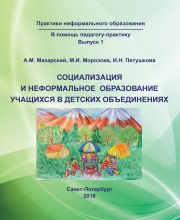 Практики неформального образования
В помощь педагогу-практику
Выпуск 1
А.М. Макарский, М.И. Морозова, И.Н. Петушкова
СОЦИАЛИЗАЦИЯ
И НЕФОРМАЛЬНОЕ ОБРАЗОВАНИЕ
УЧАЩИХСЯ В ДЕТСКИХ ОБЪЕДИНЕНИЯХ
Санкт-Петербург
2018